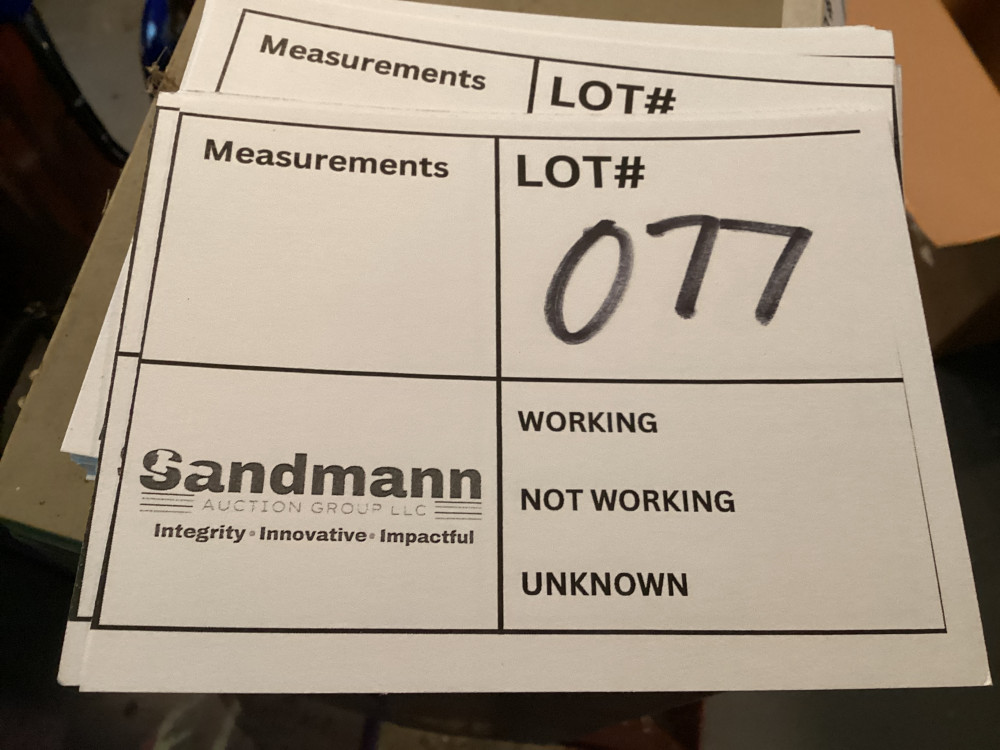 Measurements
LOT#
Measurements
LOT#
077
Sandmann
AUCTION GROUP LLC
Integrity • Innovative • Impactful
WORKING
NOT WORKING
UNKNOWN